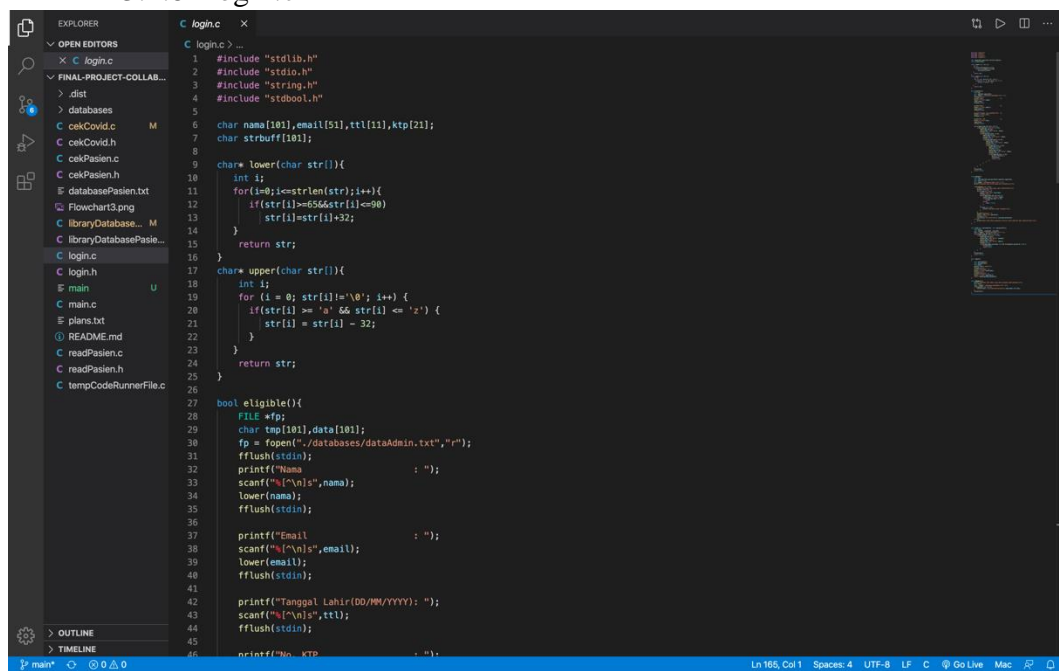 EXPLORER
OPEN EDITORS
C login.c
FINAL-PROJECT-COLLAB...
.dist
databases
C cekCovid.c M
C cekCovid.h
C cekPasien.c
C cekPasien.h
databasePasien.txt
Flowchart3.png
C libraryDatabase... M
C libraryDatabasePasie...
C login.c
C login.h
main U
C main.c
plans.txt
README.md
C readPasien.c
C readPasien.h
C tempCodeRunnerFile.c
OUTLINE
TIMELINE
C login.c
C login.c > ...
1 #include "stdlib.h"
2 #include "stdio.h"
3 #include "string.h"
4 #include "stdbool.h"
5
6 char nama[101],email[51],ttl[11],ktp[21];
7 char strbuff[101];
8
9 char* lower(char str[]){
10 int i;
11 for(i=0;i<=strlen(str);i++){
12 if(str[i]>=65&&str[i]<=90)
13 str[i]=str[i]+32;
14 }
15 return str;
16 }
17 char* upper(char str[]){
18 int i;
19 for (i = 0; str[i]!='\0'; i++) {
20 if(str[i] >= 'a' && str[i] <= 'z') {
21 str[i] = str[i] - 32;
22 }
23 }
24 return str;
25 }
26
27 bool eligible(){
28 FILE *fp;
29 char tmp[101],data[101];
30 fp = fopen("./databases/dataAdmin.txt","r");
31 fflush(stdin);
32 printf("Nama : ");
33 scanf("%[^\n]s",nama);
34 lower(nama);
35 fflush(stdin);
36
37 printf("Email : ");
38 scanf("%[^\n]s",email);
39 lower(email);
40 fflush(stdin);
41
42 printf("Tanggal Lahir(DD/MM/YYYY): ");
43 scanf("%[^\n]s",ttl);
44 fflush(stdin);
45
46 printf("No. KTP : ");
main* 0 0 Ln 165, Col 1 Spaces: 4 UTF-8 LF C Go Live Mac